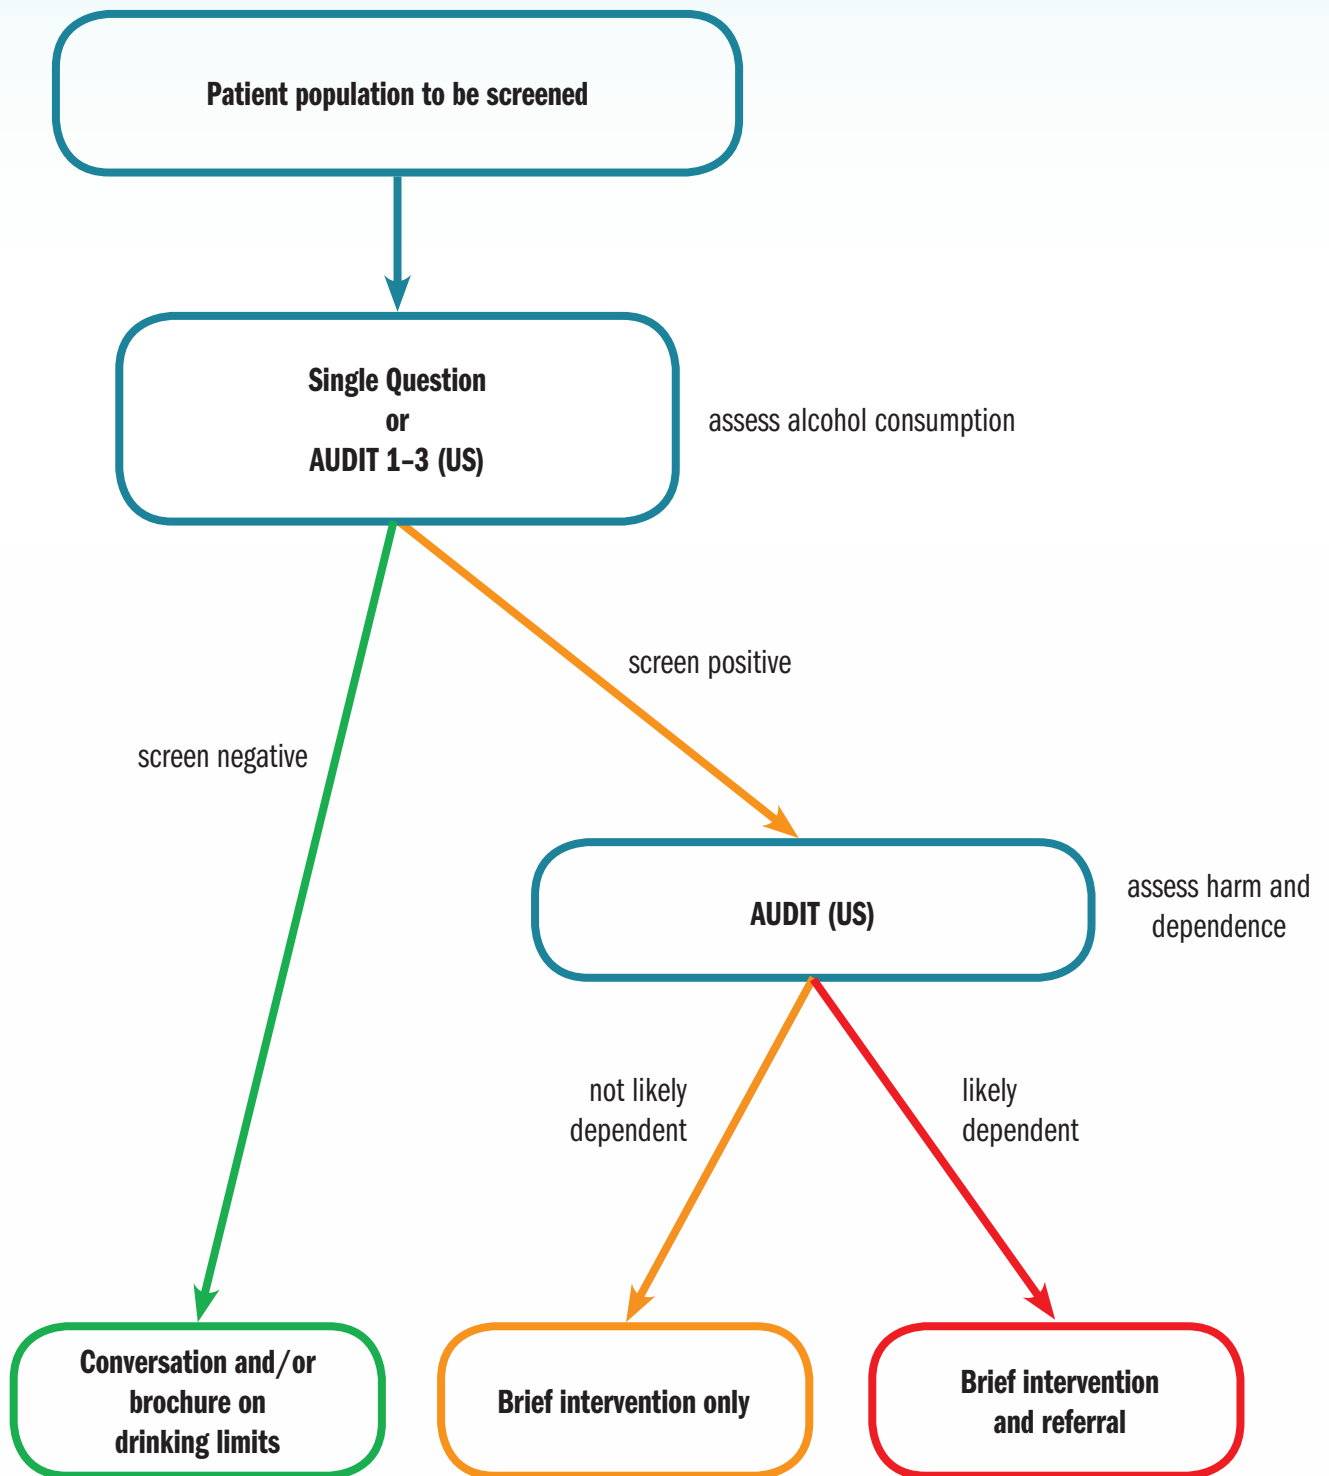 Patient population to be screened
Single Question
or
AUDIT 1–3 (US)
assess alcohol consumption
screen positive
screen negative
AUDIT (US)
assess harm and
dependence
not likely
dependent
likely
dependent
Conversation and/or
brochure on
drinking limits
Brief intervention only
Brief intervention
and referral